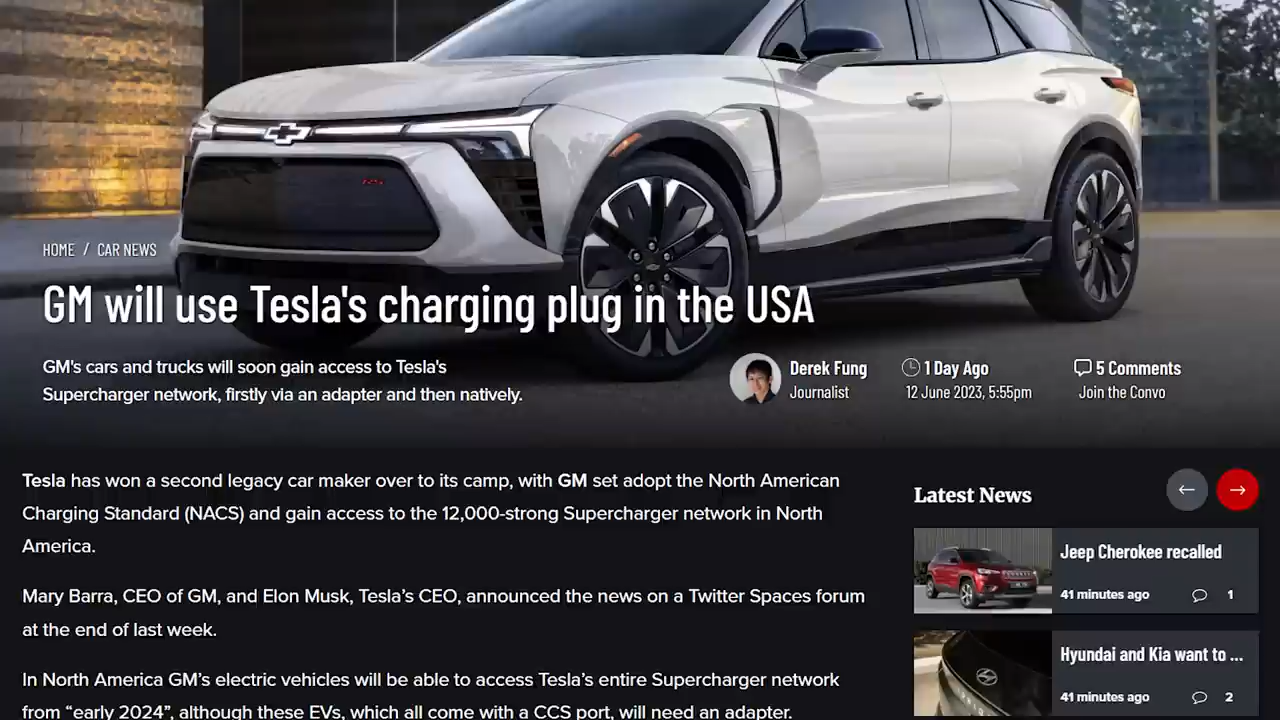 HOME / CAR NEWS
GM will use Tesla's charging plug in the USA
GM's cars and trucks will soon gain access to Tesla's
Supercharger network, firstly via an adapter and then natively.
Derek Fung
Journalist
1 Day Ago
12 June 2023, 5:55pm
5 Comments
Join the Convo
Tesla has won a second legacy car maker over to its camp, with GM set adopt the North American
Charging Standard (NACS) and gain access to the 12,000-strong Supercharger network in North
America.
Mary Barra, CEO of GM, and Elon Musk, Tesla’s CEO, announced the news on a Twitter Spaces forum
at the end of last week.
In North America GM’s electric vehicles will be able to access Tesla’s entire Supercharger network
from “early 2024”, although these EVs, which all come with a CCS port, will need an adapter.
Latest News
← →
Jeep Cherokee recalled
41 minutes ago 1
Hyundai and Kia want to ...
41 minutes ago 2